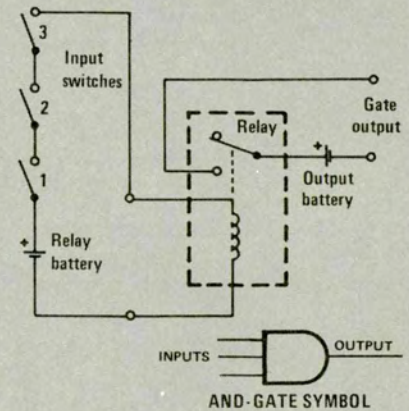 3
Input
switches
2
1
+
Relay
battery
Relay
Gate
output
+
Output
battery
INPUTS
OUTPUT
AND-GATE SYMBOL